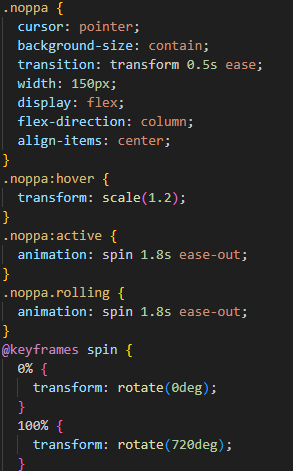 .noppa {
  cursor: pointer;
  background-size: contain;
  transition: transform 0.5s ease;
  width: 150px;
  display: flex;
  flex-direction: column;
  align-items: center;
}
.noppa:hover {
  transform: scale(1.2);
}
.noppa:active {
  animation: spin 1.8s ease-out;
}
.noppa.rolling {
  animation: spin 1.8s ease-out;
}
@keyframes spin {
  0% {
    transform: rotate(0deg);
  }
  100% {
    transform: rotate(720deg);
  }